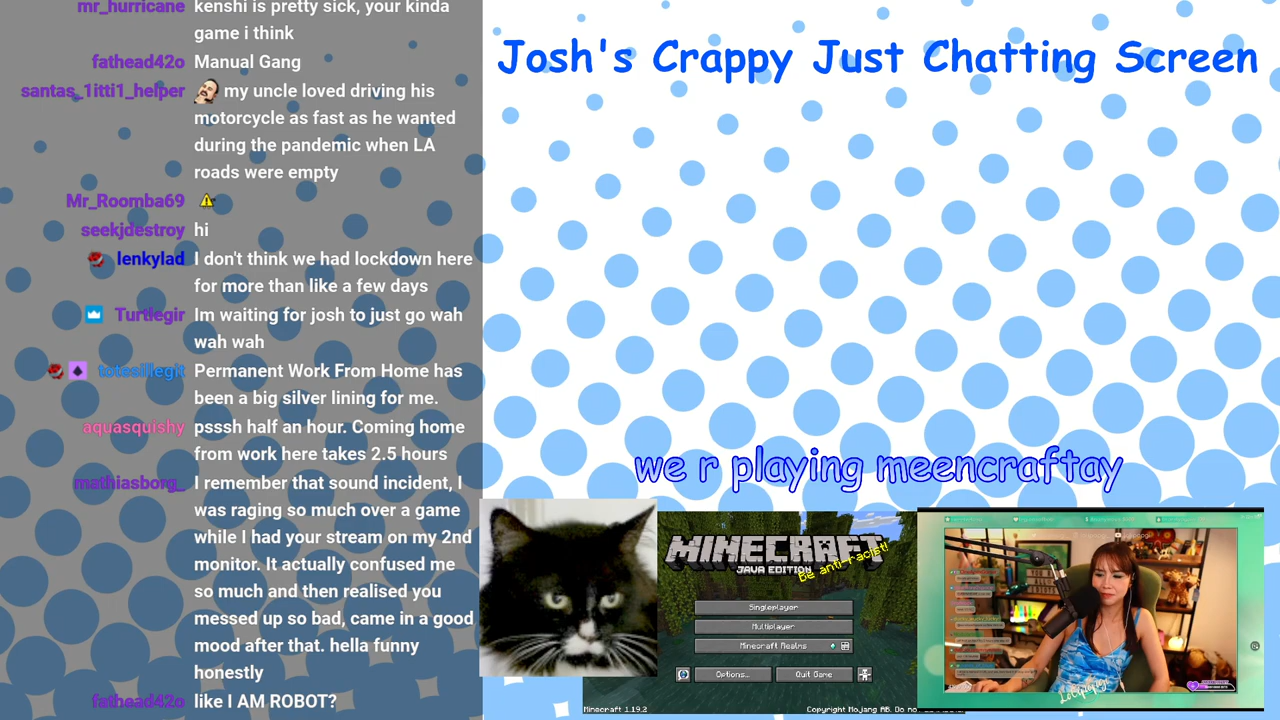 mr_hurricane kenshi is pretty sick, your kinda
game i think
fathead42o Manual Gang
santas_1itti1_helper my uncle loved driving his
motorcycle as fast as he wanted
during the pandemic when LA
roads were empty
Mr_Roomba69
seekjdestroy hi
lenkylad I don't think we had lockdown here
for more than like a few days
Turtlegir Im waiting for josh to just go wah
wah wah
totesillegit Permanent Work From Home has
been a big silver lining for me.
aquasquishy psssh half an hour. Coming home
from work here takes 2.5 hours
mathiasborg_ I remember that sound incident, I
was raging so much over a game
while I had your stream on my 2nd
monitor. It actually confused me
so much and then realised you
messed up so bad, came in a good
mood after that. hella funny
honestly
fathead42o like I AM ROBOT?
Josh's Crappy Just Chatting Screen
we r playing meencraftay
MINECRAFT
JAVA EDITION
Be anti-racist!
Singleplayer
Multiplayer
Minecraft Realms
Options...
Quit Game
Minecraft 1.19.2
Copyright Mojang AB. Do no